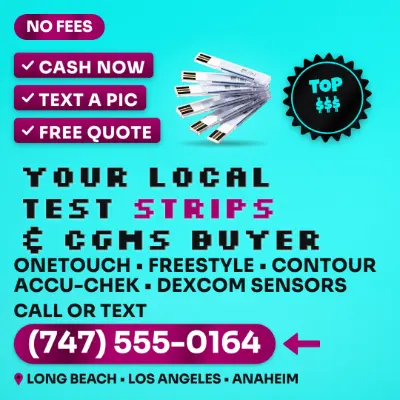 NO FEES
✓ CASH NOW
✓ TEXT A PIC
✓ FREE QUOTE
TOP
$$$
YOUR LOCAL
TEST STRIPS
& CGMS BUYER
ONETOUCH • FREESTYLE • CONTOUR
ACCU-CHEK • DEXCOM SENSORS
CALL OR TEXT
(747) 555-0164
LONG BEACH • LOS ANGELES • ANAHEIM